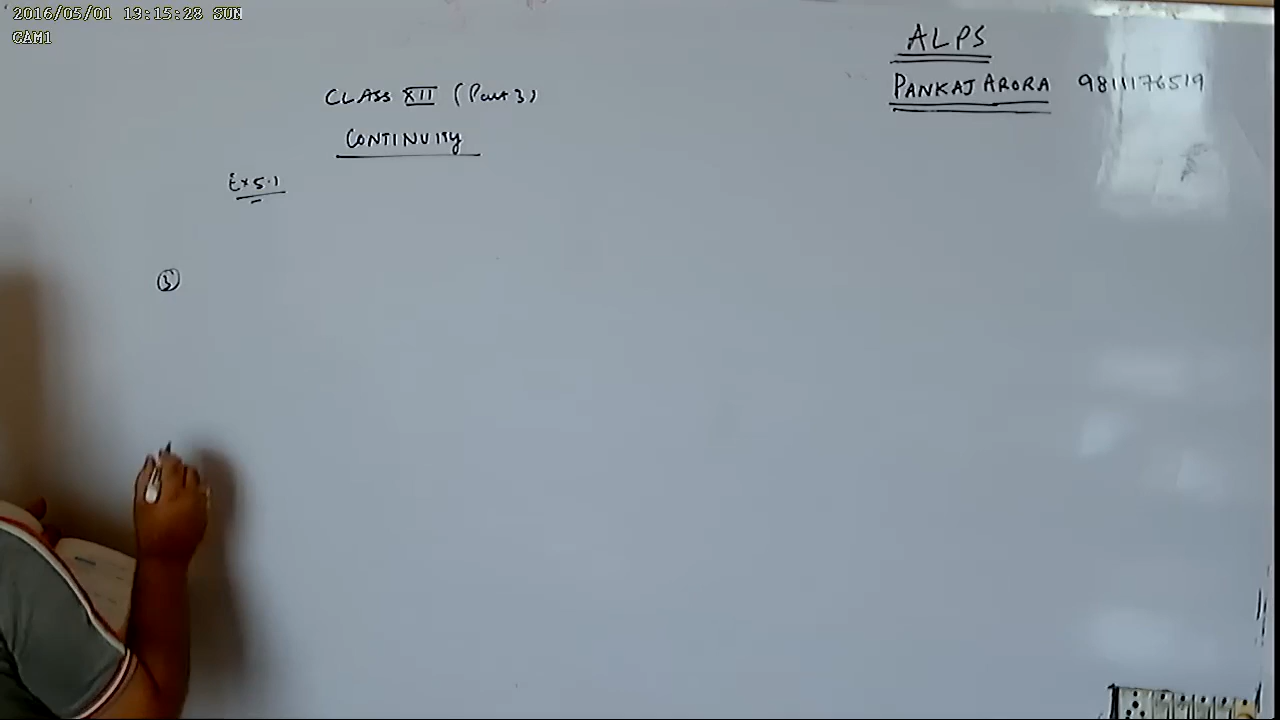 2016/05/01 19:15:28 SUN
CAM1
ALPS
PANKAJ ARORA 9811176519
CLASS XII (Part 3)
CONTINUITY
Ex 5.1